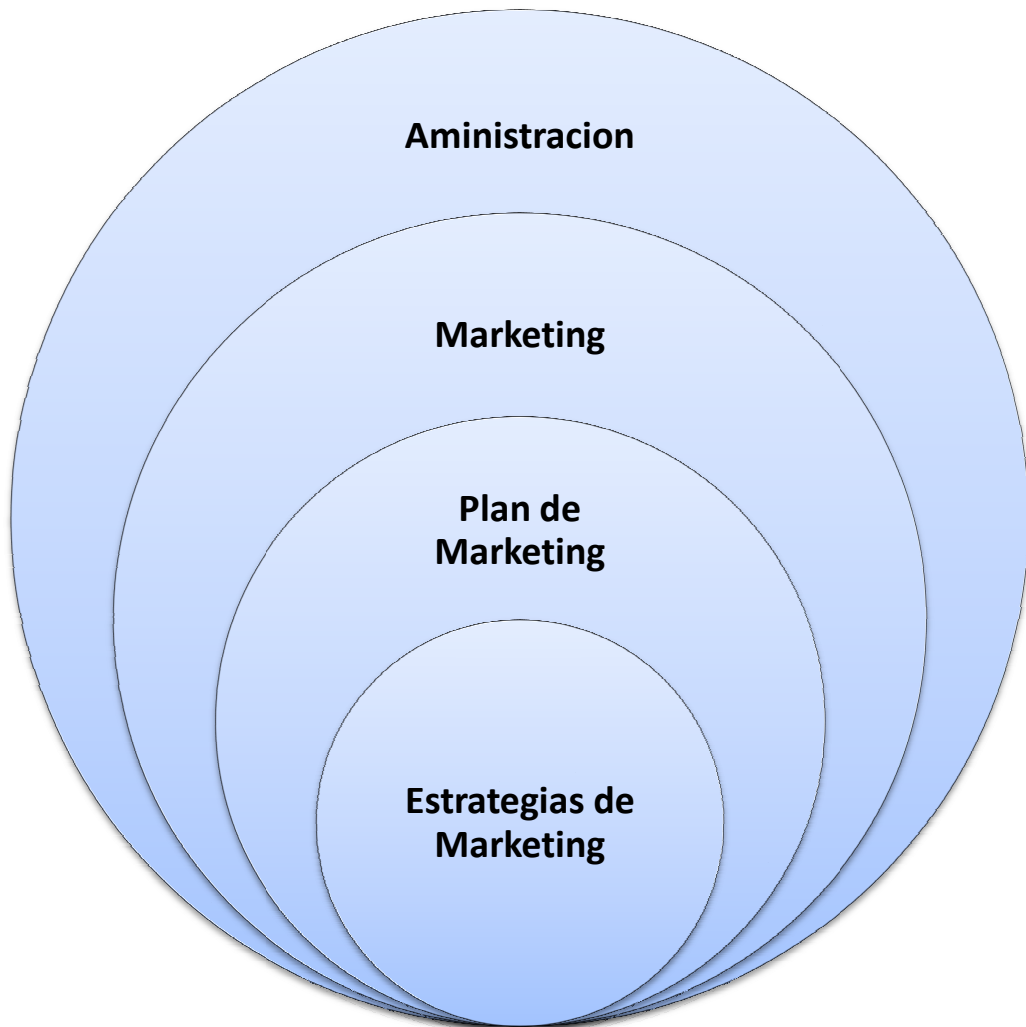 Aministracion
Marketing
Plan de
Marketing
Estrategias de
Marketing